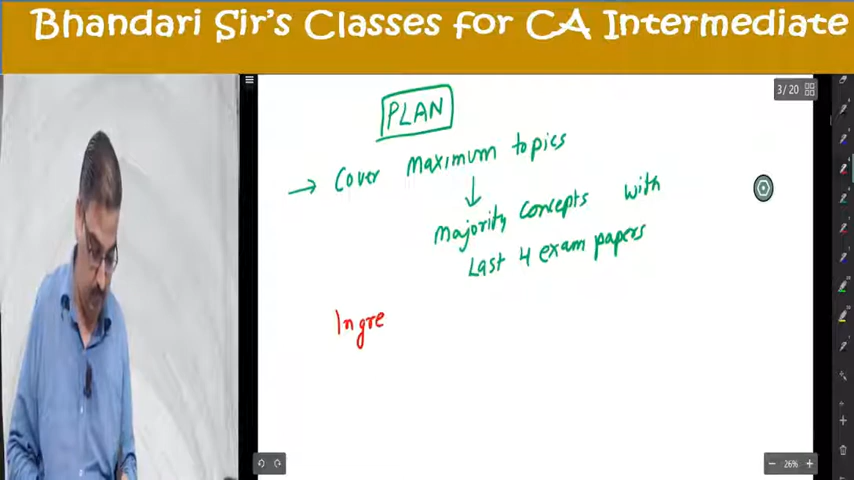 Bhandari Sir's Classes for CA Intermediate
3/20
PLAN
→ Cover Maximum topics
↓
Majority Concepts with
Last 4 exam papers
Ingre
26%